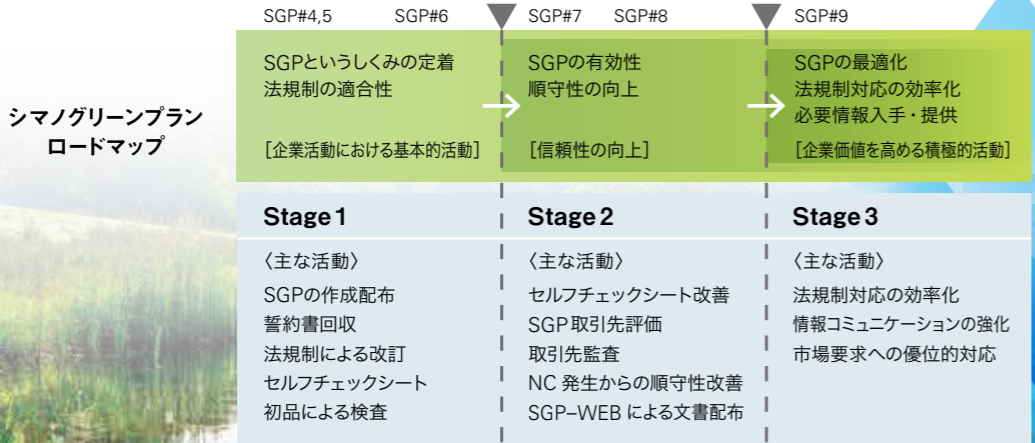 シマノグリーンプラン
ロードマップ
SGP#4,5
SGP#6
SGPというしくみの定着
法規制の適合性
[企業活動における基本的活動]
Stage 1
〈主な活動〉
SGPの作成配布
誓約書回収
法規制による改訂
セルフチェックシート
初品による検査
SGP#7
SGP#8
SGPの有効性
順守性の向上
[信頼性の向上]
Stage 2
〈主な活動〉
セルフチェックシート改善
SGP取引先評価
取引先監査
NC 発生からの順守性改善
SGP–WEB による文書配布
SGP#9
SGPの最適化
法規制対応の効率化
必要情報入手・提供
[企業価値を高める積極的活動]
Stage 3
〈主な活動〉
法規制対応の効率化
情報コミュニケーションの強化
市場要求への優位的対応